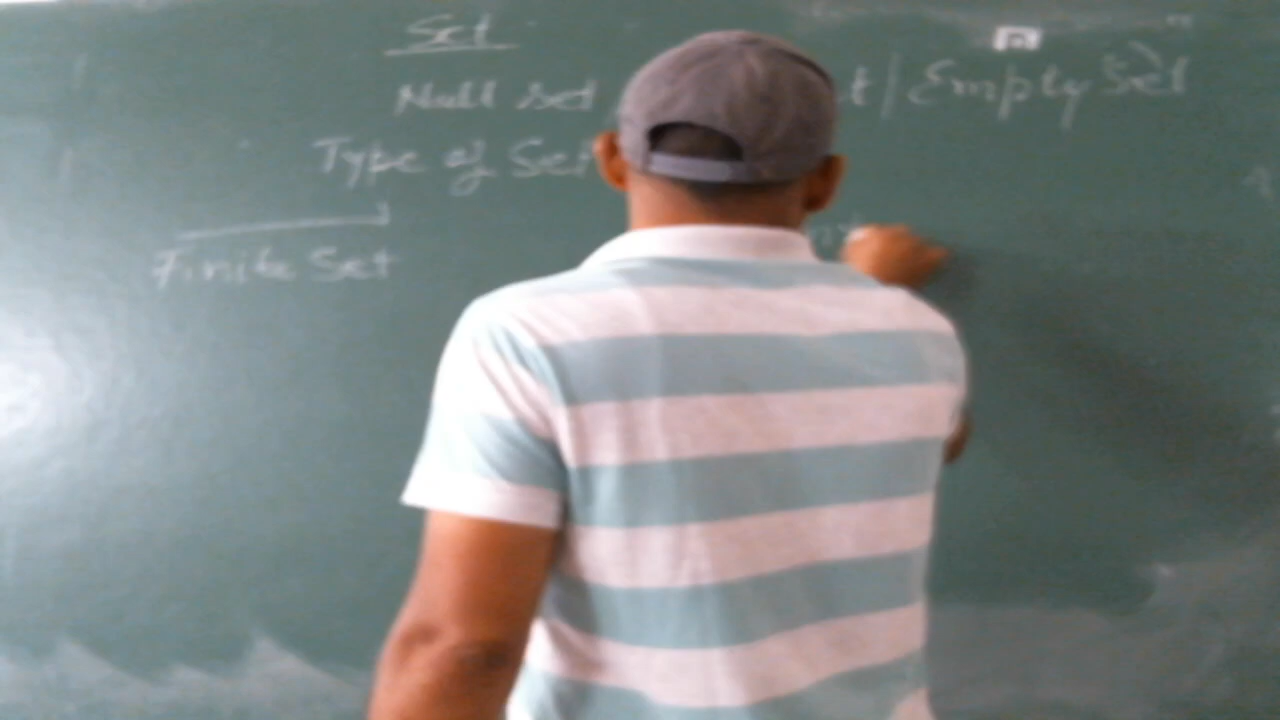 Set
Null set t / Empty Set
Type of Set
Finite Set